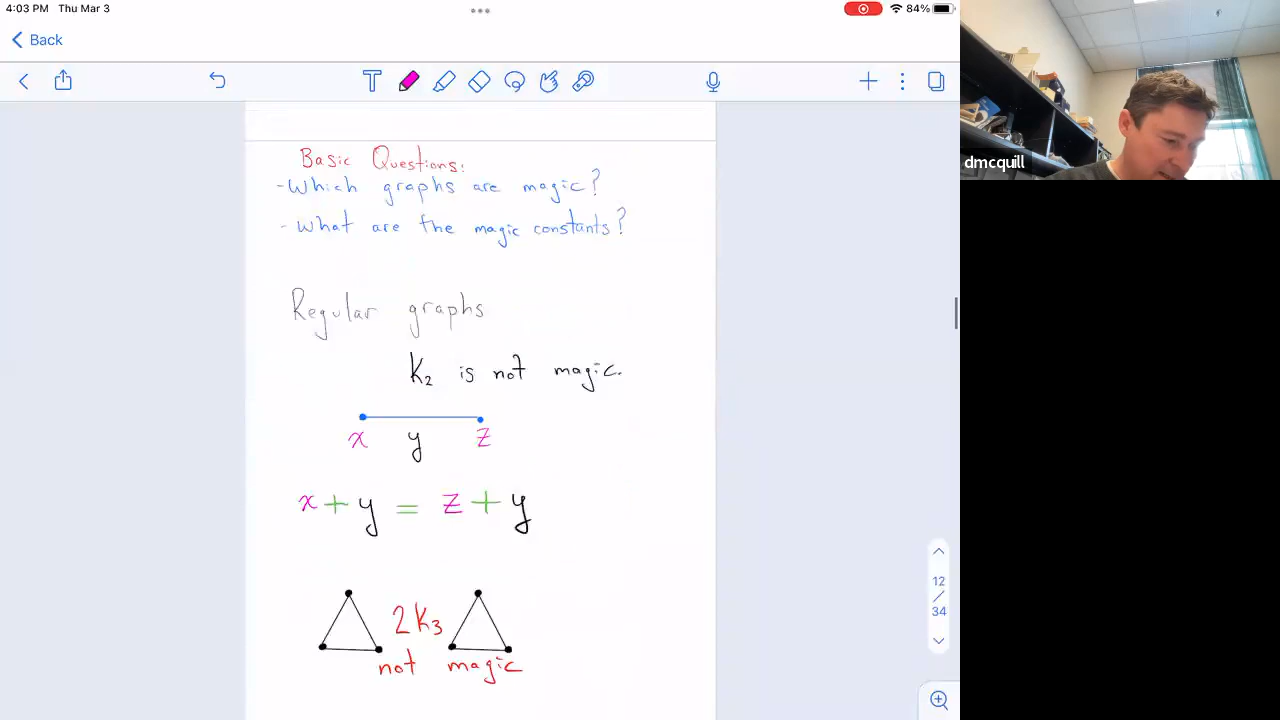 4:03 PM Thu Mar 3
84%
Back
T
Basic Questions:
- Which graphs are magic?
- What are the magic constants?
Regular graphs
K2 is not magic.
x y z
x + y = z + y
2K3
not magic
12
/
34
dmcquill